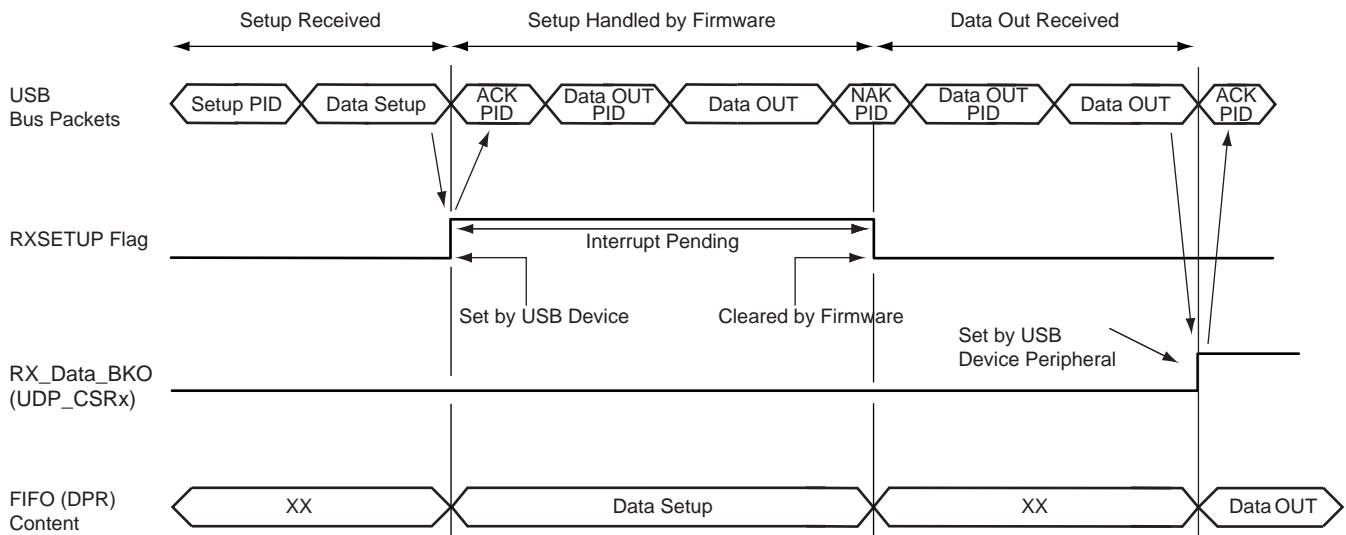 Setup Received
Setup Handled by Firmware
Data Out Received
USB
Bus Packets
Setup PID
Data Setup
ACK
PID
Data OUT
PID
Data OUT
NAK
PID
Data OUT
PID
Data OUT
ACK
PID
RXSETUP Flag
Interrupt Pending
Set by USB Device
Cleared by Firmware
Set by USB
Device Peripheral
RX_Data_BKO
(UDP_CSRx)
FIFO (DPR)
Content
XX
Data Setup
XX
Data OUT